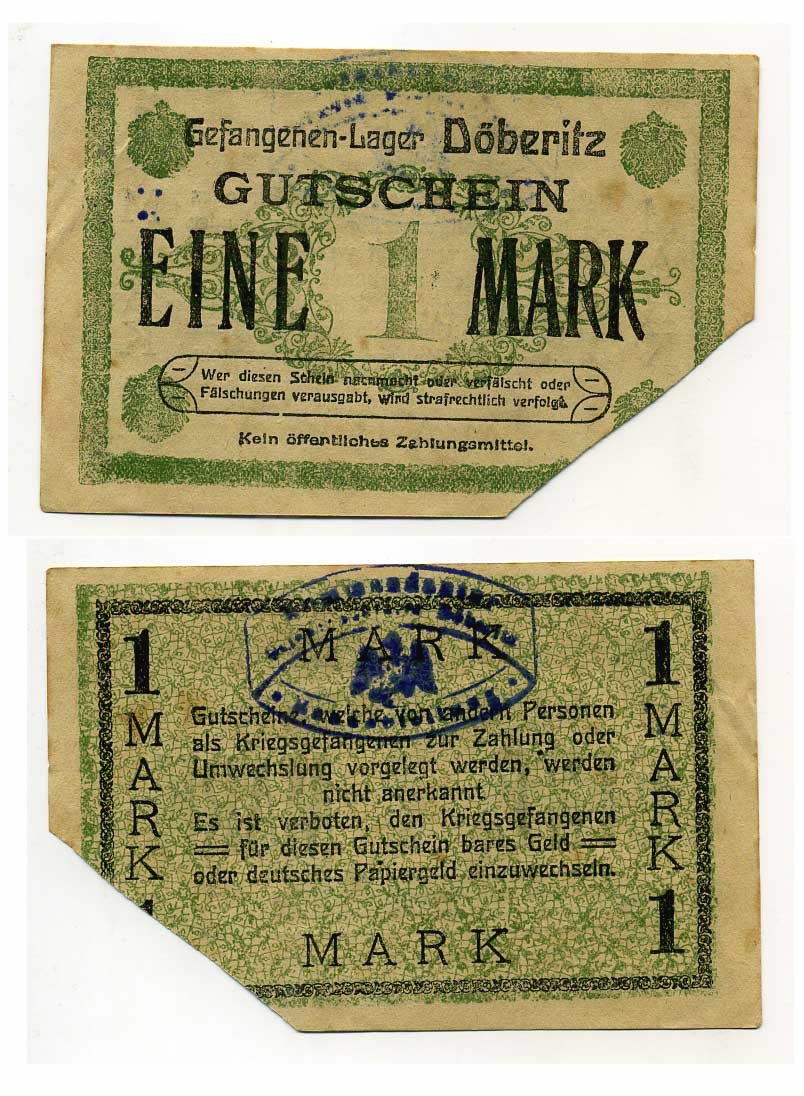 Gefangenen-Lager Döberitz
GUTSCHEIN
EINE 1 MARK
Wer diesen Schein nachmacht oder verfälscht oder
Fälschungen verausgabt, wird strafrechtlich verfolgt.
Kein öffentliches Zahlungsmittel.
1 MARK 1
MARK
Gutscheine, welche von andern Personen
als Kriegsgefangenen zur Zahlung oder
Umwechslung vorgelegt werden, werden
nicht anerkannt
Es ist verboten, den Kriegsgefangenen
für diesen Gutschein bares Geld
oder deutsches Papiergeld einzuwechseln.
MARK
1 MARK 1